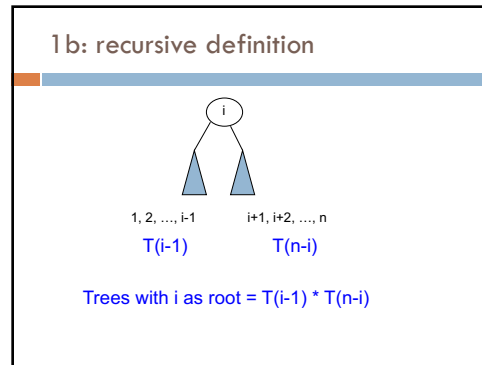 1b: recursive definition
i
1, 2, …, i-1 i+1, i+2, …, n
T(i-1) T(n-i)
Trees with i as root = T(i-1) * T(n-i)